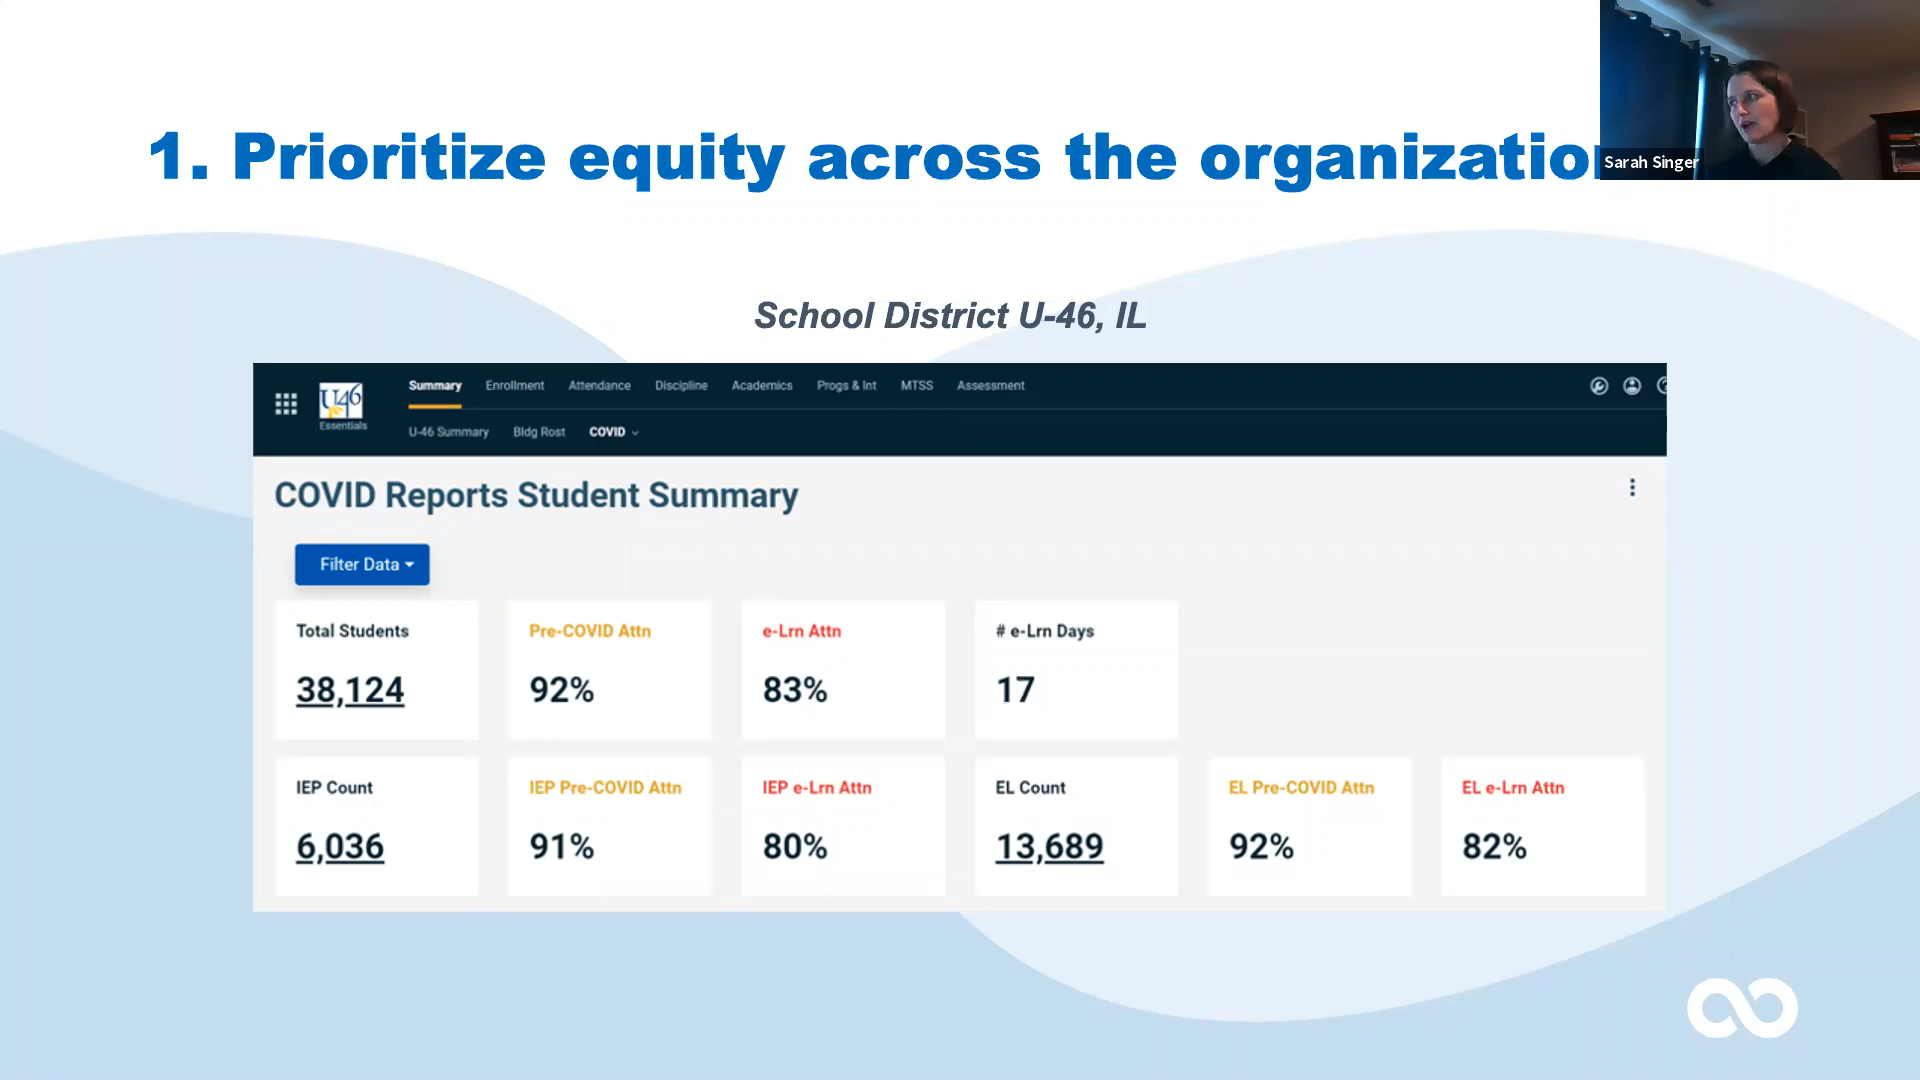 1. Prioritize equity across the organizatio
Sarah Singer
School District U-46, IL
U46
Essentials
Summary Enrollment Attendance Discipline Academics Progs & Int MTSS Assessment
U-46 Summary Bldg Rost COVID
COVID Reports Student Summary
Filter Data
Total Students Pre-COVID Attn e-Lrn Attn # e-Lrn Days
38,124 92% 83% 17
IEP Count IEP Pre-COVID Attn IEP e-Lrn Attn EL Count EL Pre-COVID Attn EL e-Lrn Attn
6,036 91% 80% 13,689 92% 82%